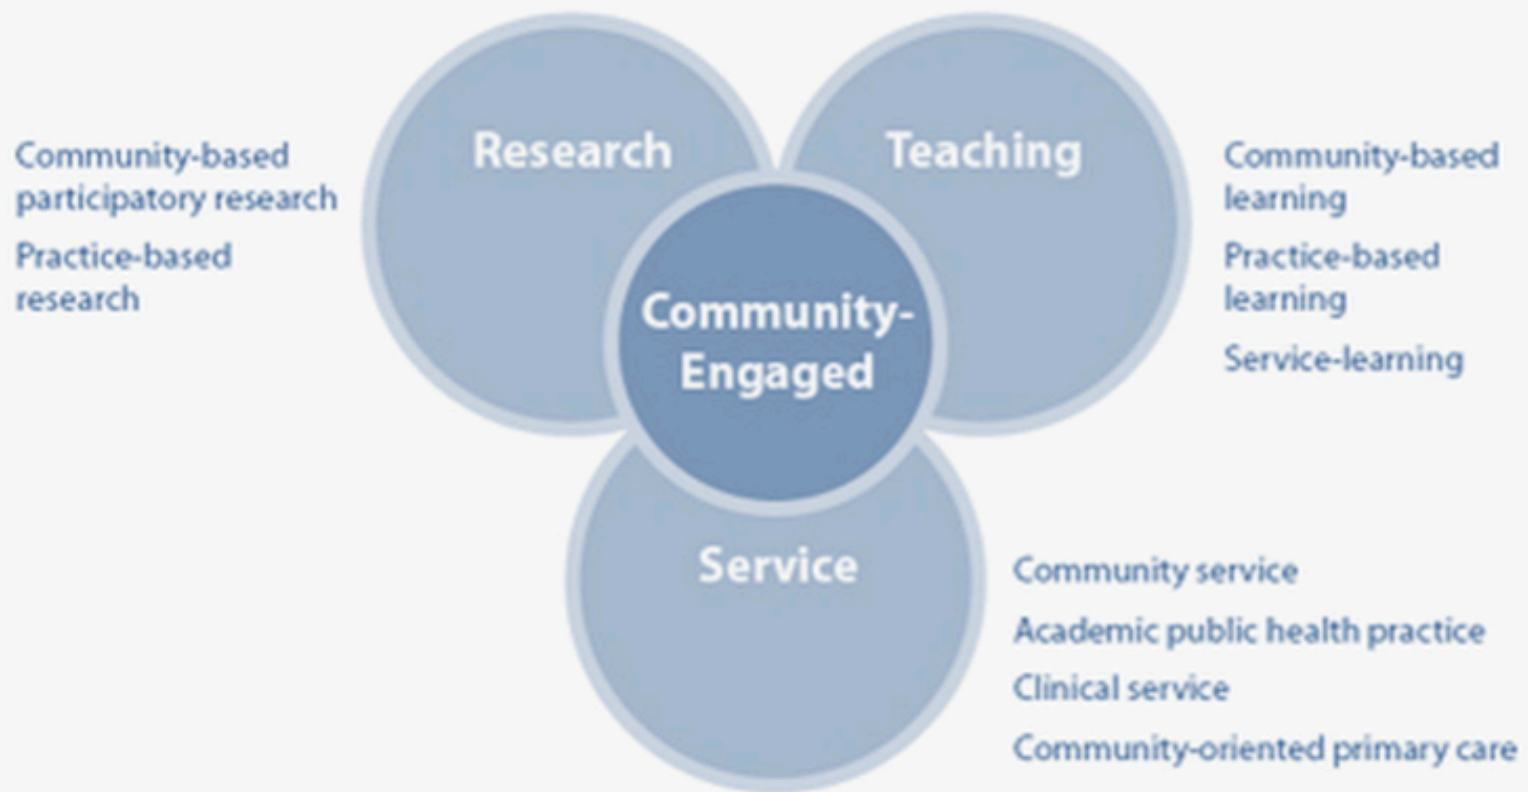 Research
Community-based
participatory research
Practice-based
research
Teaching
Community-based
learning
Practice-based
learning
Service-learning
Community-
Engaged
Service
Community service
Academic public health practice
Clinical service
Community-oriented primary care